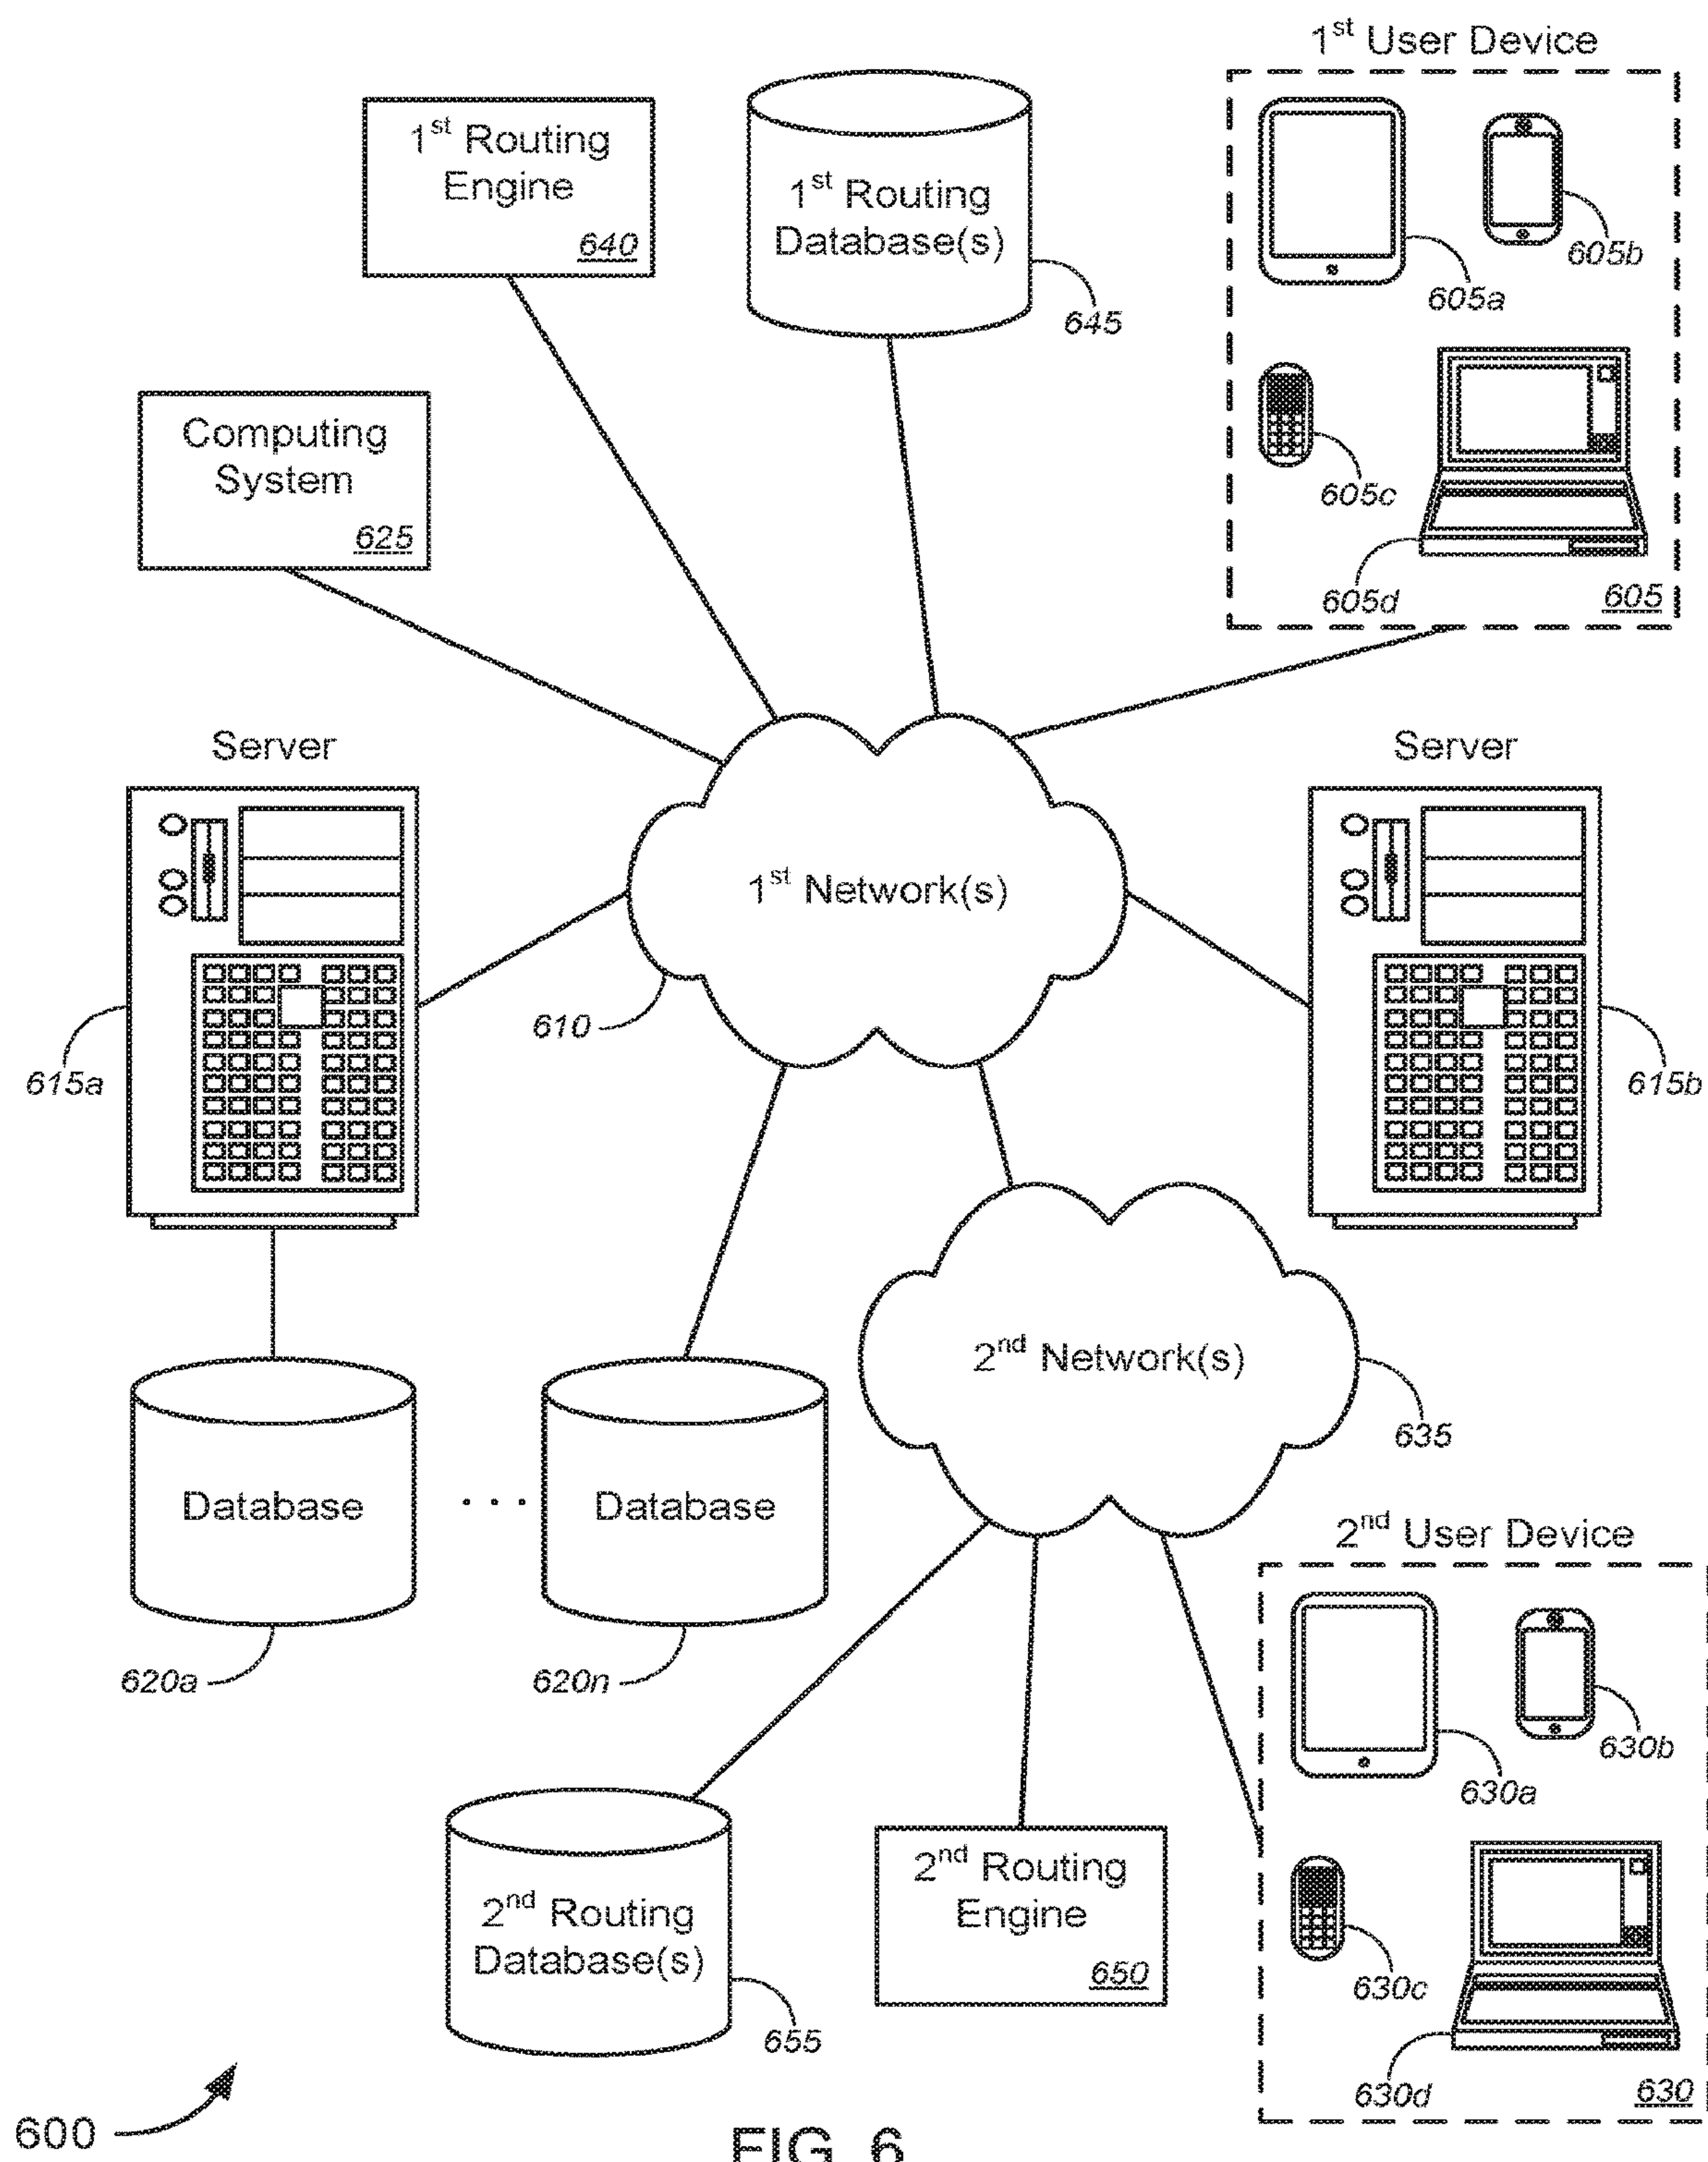 1st User Device
1st Routing
Engine
640
1st Routing
Database(s)
645
605a
605b
605c
605d
605
Computing
System
625
Server
615a
1st Network(s)
610
Server
615b
2nd Network(s)
635
Database
620a
. . .
Database
620n
2nd User Device
630a
630b
630c
630d
630
2nd Routing
Database(s)
655
2nd Routing
Engine
650
600
FIG. 6